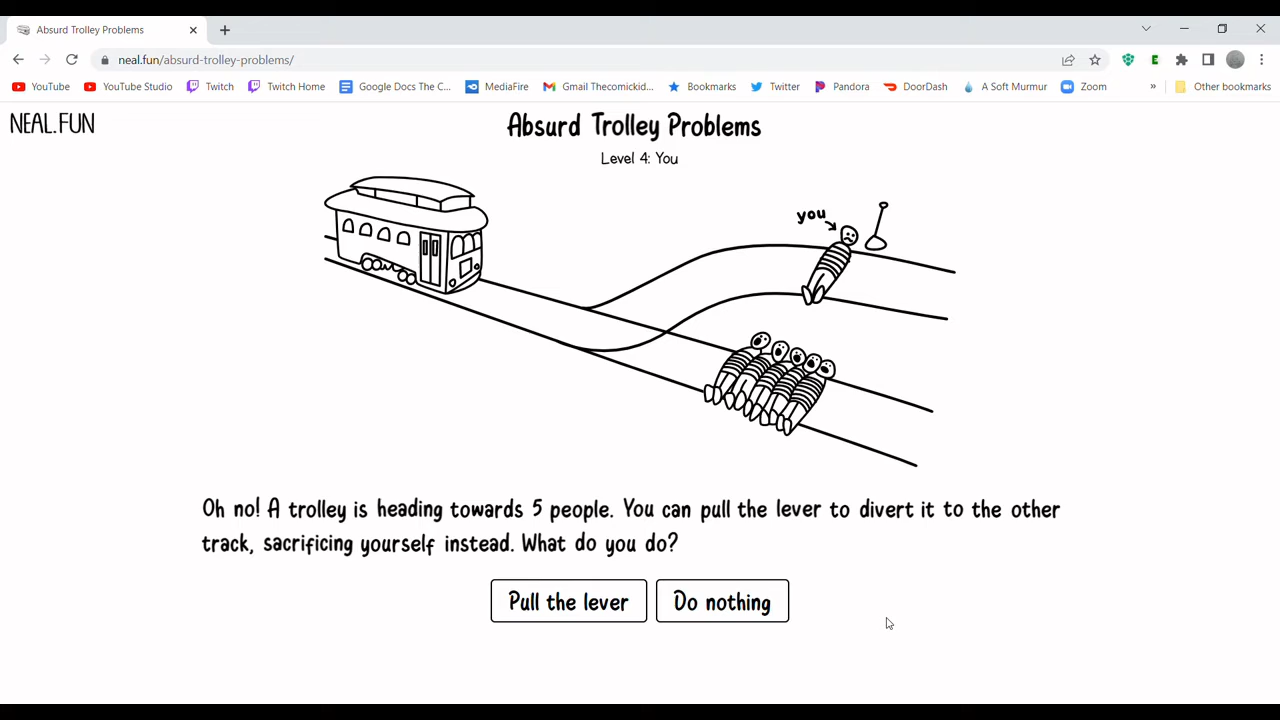 Absurd Trolley Problems
neal.fun/absurd-trolley-problems/
YouTube YouTube Studio Twitch Twitch Home Google Docs The C... MediaFire Gmail Thecomickid... Bookmarks Twitter Pandora DoorDash A Soft Murmur Zoom » Other bookmarks
NEAL.FUN
Absurd Trolley Problems
Level 4: You
you
Oh no! A trolley is heading towards 5 people. You can pull the lever to divert it to the other
track, sacrificing yourself instead. What do you do?
Pull the lever Do nothing